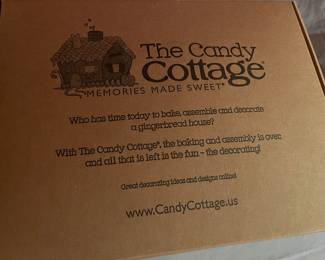 The Candy
Cottage®
MEMORIES MADE SWEET®
Who has time today to bake, assemble and decorate
a gingerbread house?
With The Candy Cottage®, the baking and assembly is over,
and all that is left is the fun – the decorating!
Great decorating ideas and designs online!
www.CandyCottage.us